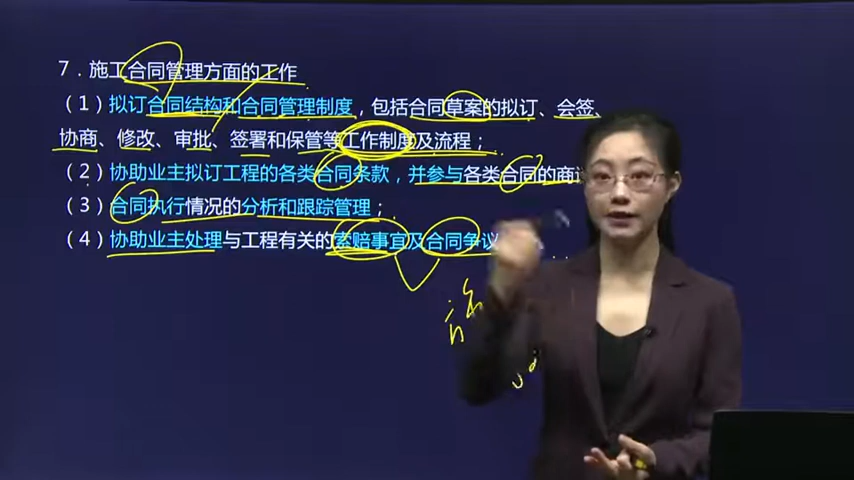 7．施工合同管理方面的工作
（1）拟订合同结构和合同管理制度，包括合同草案的拟订、会签、
协商、修改、审批、签署和保管等工作制度及流程；
（2）协助业主拟订工程的各类合同条款，并参与各类合同的商
（3）合同执行情况的分析和跟踪管理；
（4）协助业主处理与工程有关的索赔事宜及合同争议